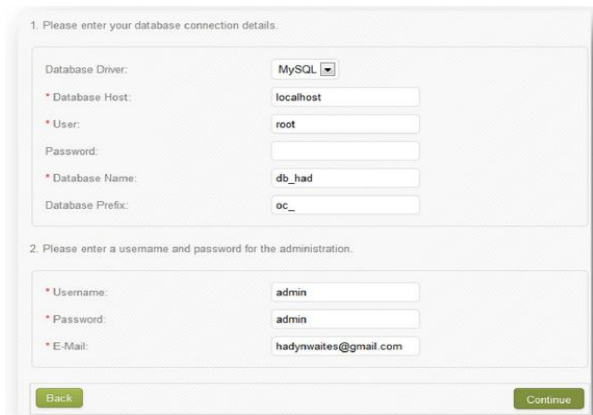 1. Please enter your database connection details.
Database Driver: MySQL
* Database Host: localhost
* User: root
Password:
* Database Name: db_had
Database Prefix: oc_
2. Please enter a username and password for the administration.
* Username: admin
* Password: admin
* E-Mail: hadynwaites@gmail.com
Back Continue